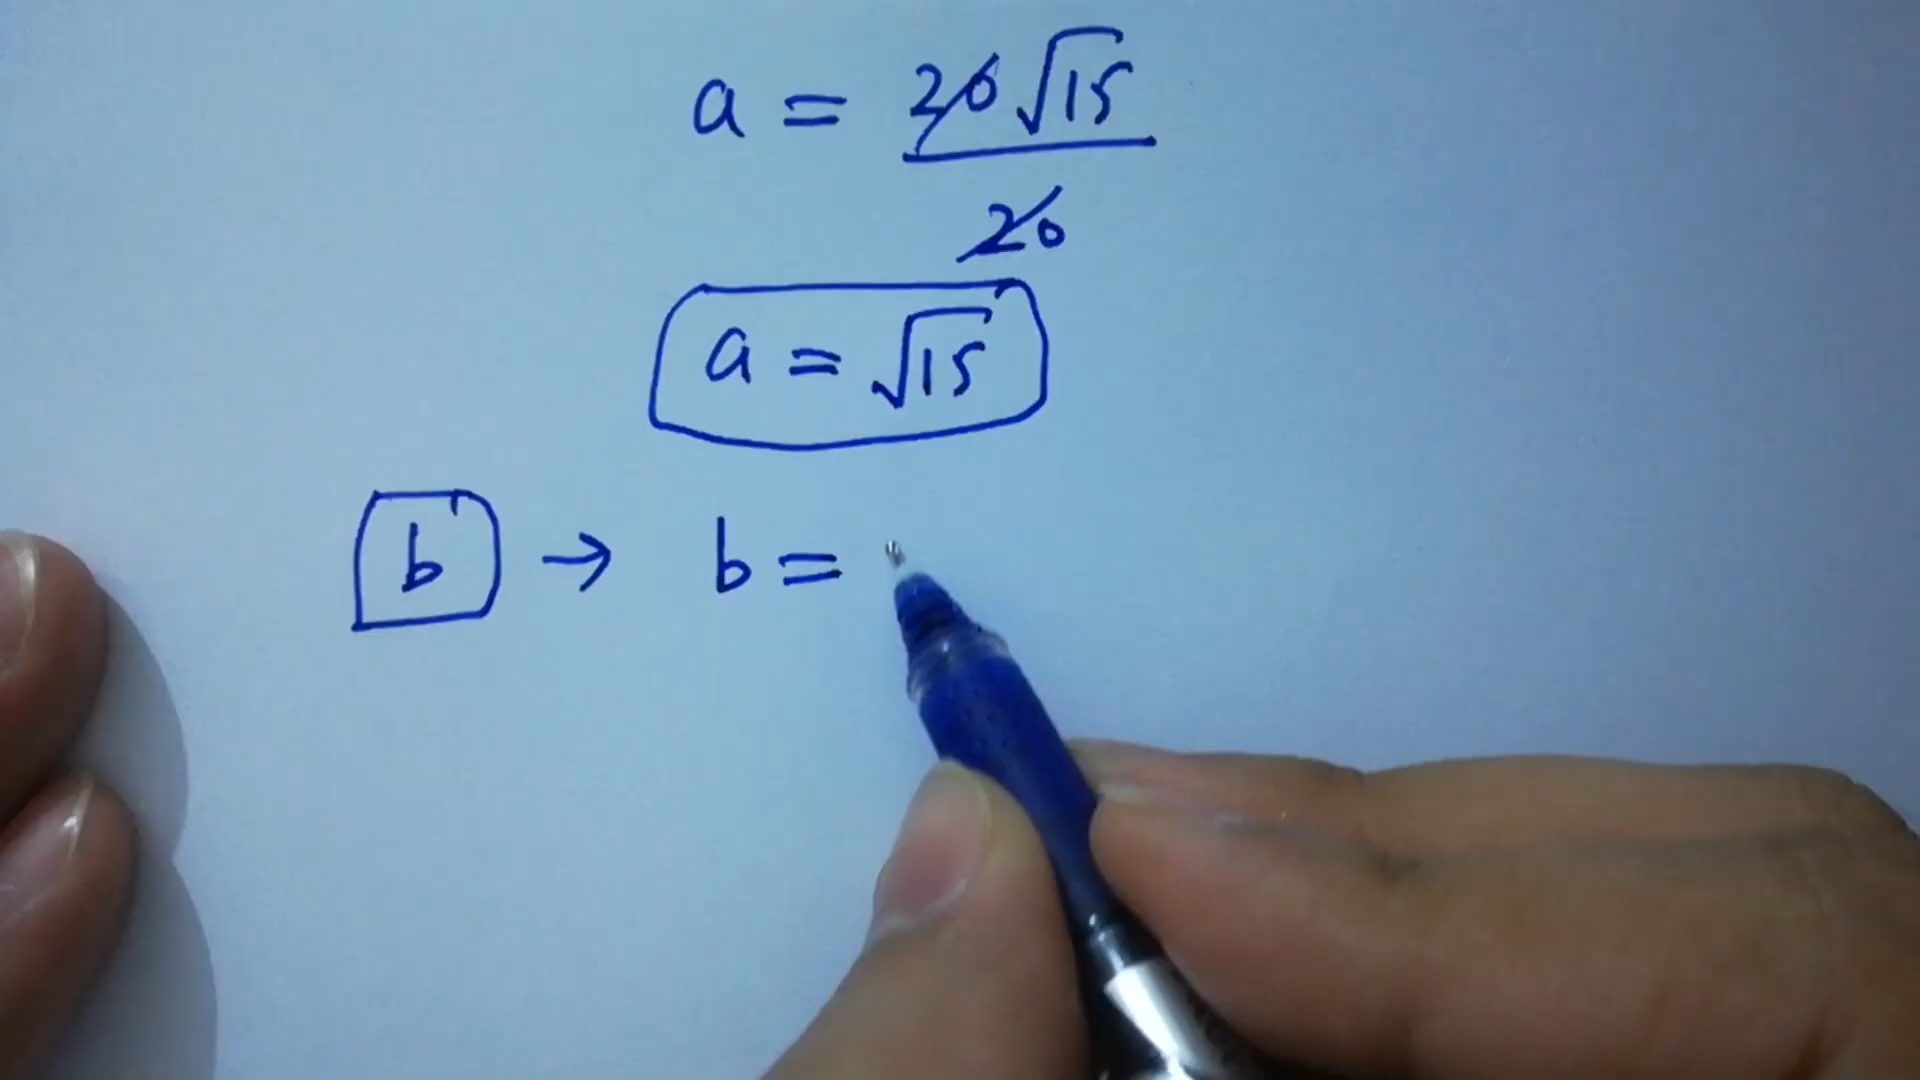 a = 20√15
20
a = √15
b → b =